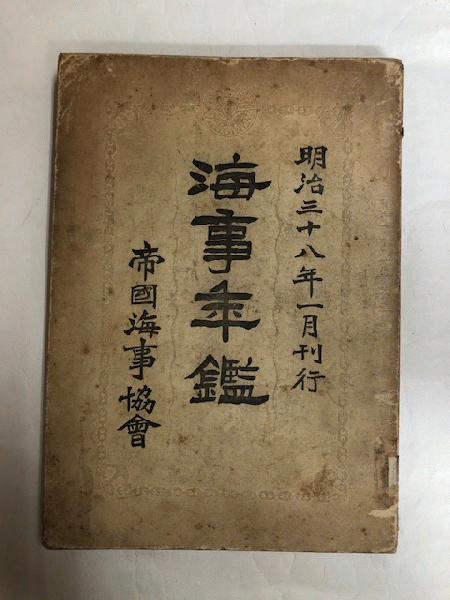 明治三十八年一月刊行
海事年鑑
帝國海事協會